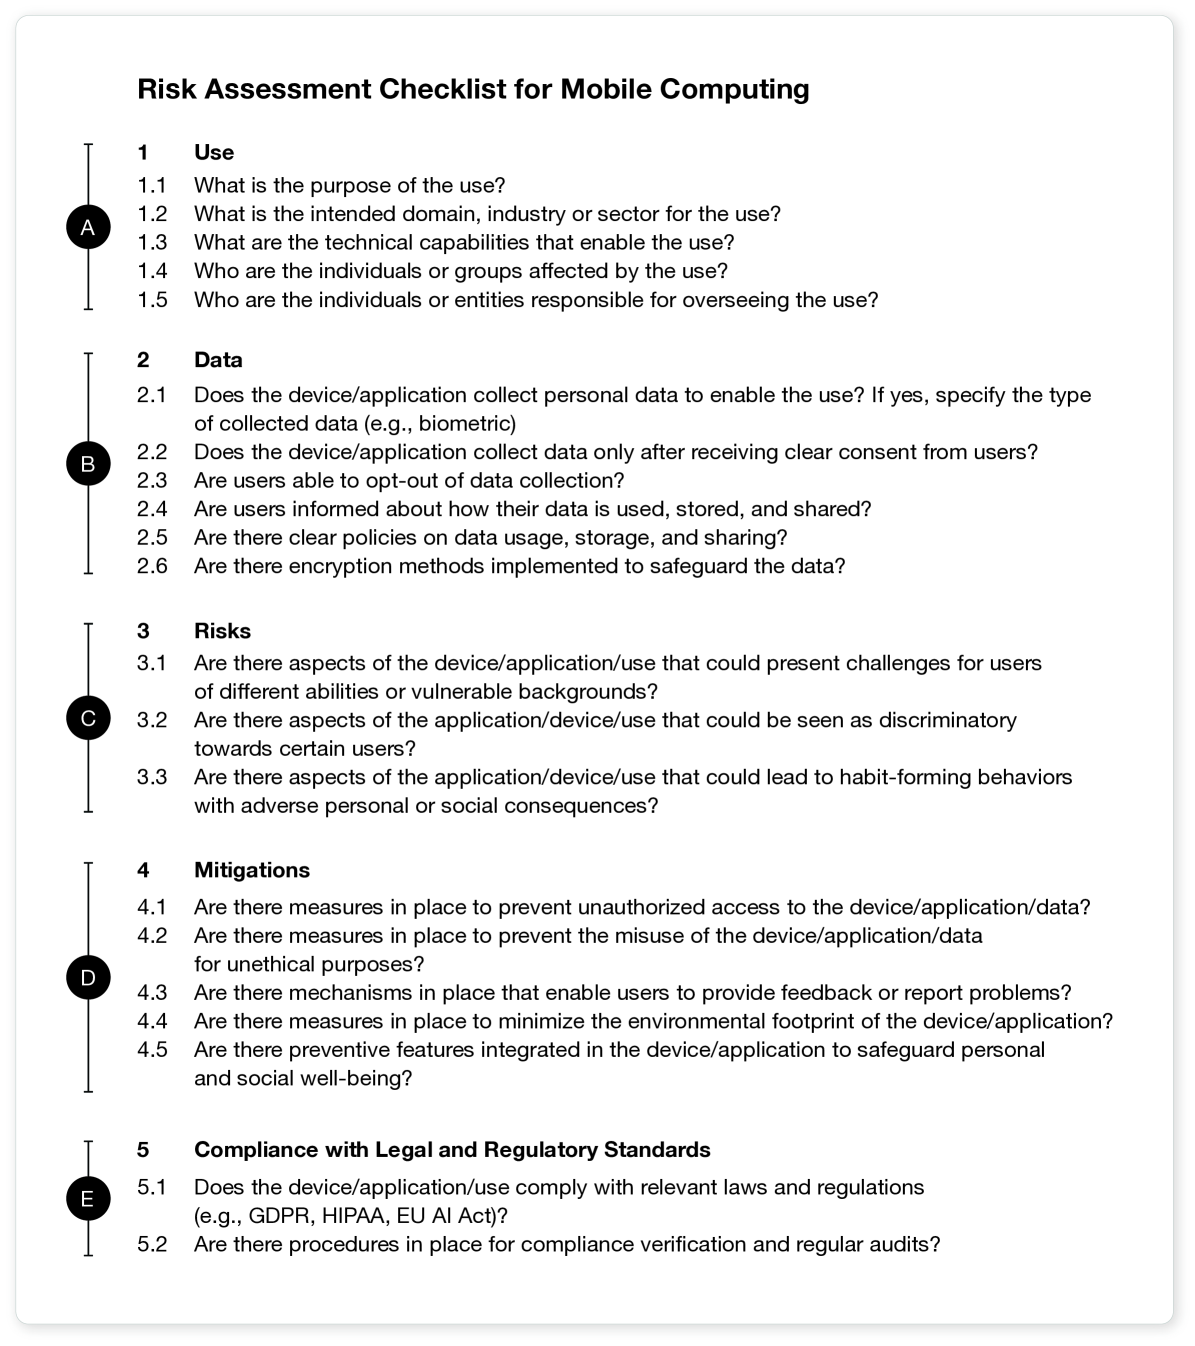 Risk Assessment Checklist for Mobile Computing
A
1 Use
1.1 What is the purpose of the use?
1.2 What is the intended domain, industry or sector for the use?
1.3 What are the technical capabilities that enable the use?
1.4 Who are the individuals or groups affected by the use?
1.5 Who are the individuals or entities responsible for overseeing the use?
B
2 Data
2.1 Does the device/application collect personal data to enable the use? If yes, specify the type
of collected data (e.g., biometric)
2.2 Does the device/application collect data only after receiving clear consent from users?
2.3 Are users able to opt-out of data collection?
2.4 Are users informed about how their data is used, stored, and shared?
2.5 Are there clear policies on data usage, storage, and sharing?
2.6 Are there encryption methods implemented to safeguard the data?
C
3 Risks
3.1 Are there aspects of the device/application/use that could present challenges for users
of different abilities or vulnerable backgrounds?
3.2 Are there aspects of the application/device/use that could be seen as discriminatory
towards certain users?
3.3 Are there aspects of the application/device/use that could lead to habit-forming behaviors
with adverse personal or social consequences?
D
4 Mitigations
4.1 Are there measures in place to prevent unauthorized access to the device/application/data?
4.2 Are there measures in place to prevent the misuse of the device/application/data
for unethical purposes?
4.3 Are there mechanisms in place that enable users to provide feedback or report problems?
4.4 Are there measures in place to minimize the environmental footprint of the device/application?
4.5 Are there preventive features integrated in the device/application to safeguard personal
and social well-being?
E
5 Compliance with Legal and Regulatory Standards
5.1 Does the device/application/use comply with relevant laws and regulations
(e.g., GDPR, HIPAA, EU AI Act)?
5.2 Are there procedures in place for compliance verification and regular audits?